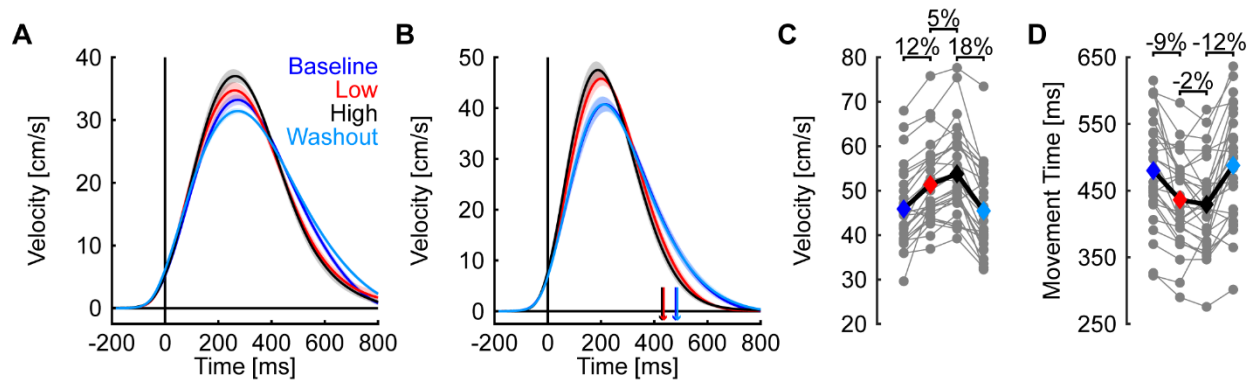 A
Velocity [cm/s]
40
30
20
10
0
-200 0 200 400 600 800
Time [ms]
Baseline
Low
High
Washout
B
Velocity [cm/s]
50
40
30
20
10
0
-200 0 200 400 600 800
Time [ms]
C
Velocity [cm/s]
80
70
60
50
40
30
20
5%
12% 18%
D
Movement Time [ms]
650
550
450
350
250
-9% -12%
-2%